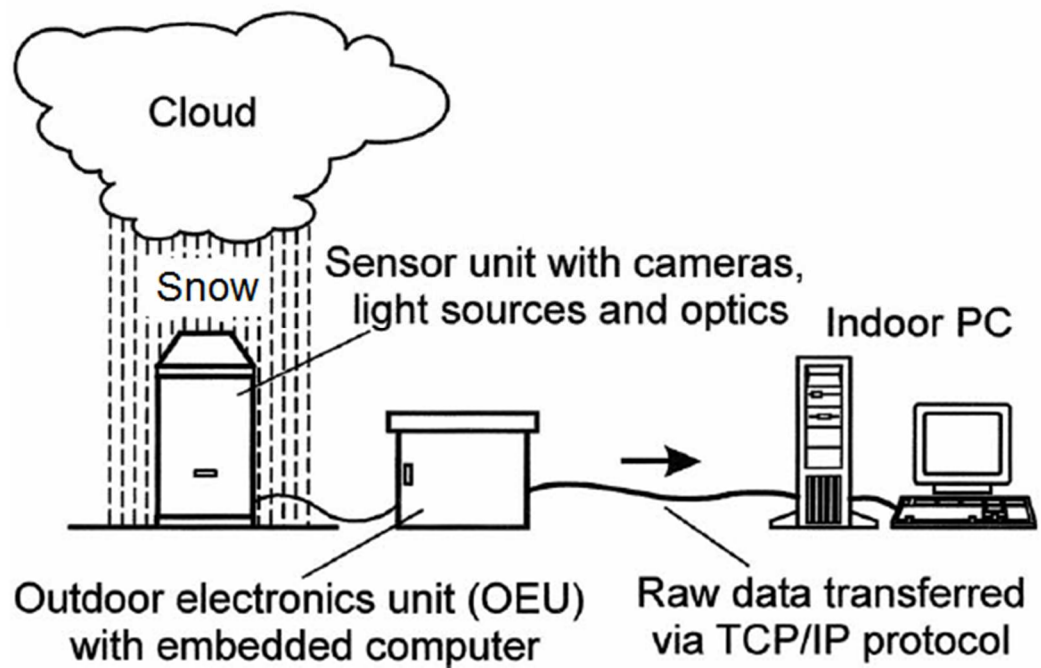 Cloud
Snow
Sensor unit with cameras,
light sources and optics
Indoor PC
Outdoor electronics unit (OEU)
with embedded computer
Raw data transferred
via TCP/IP protocol